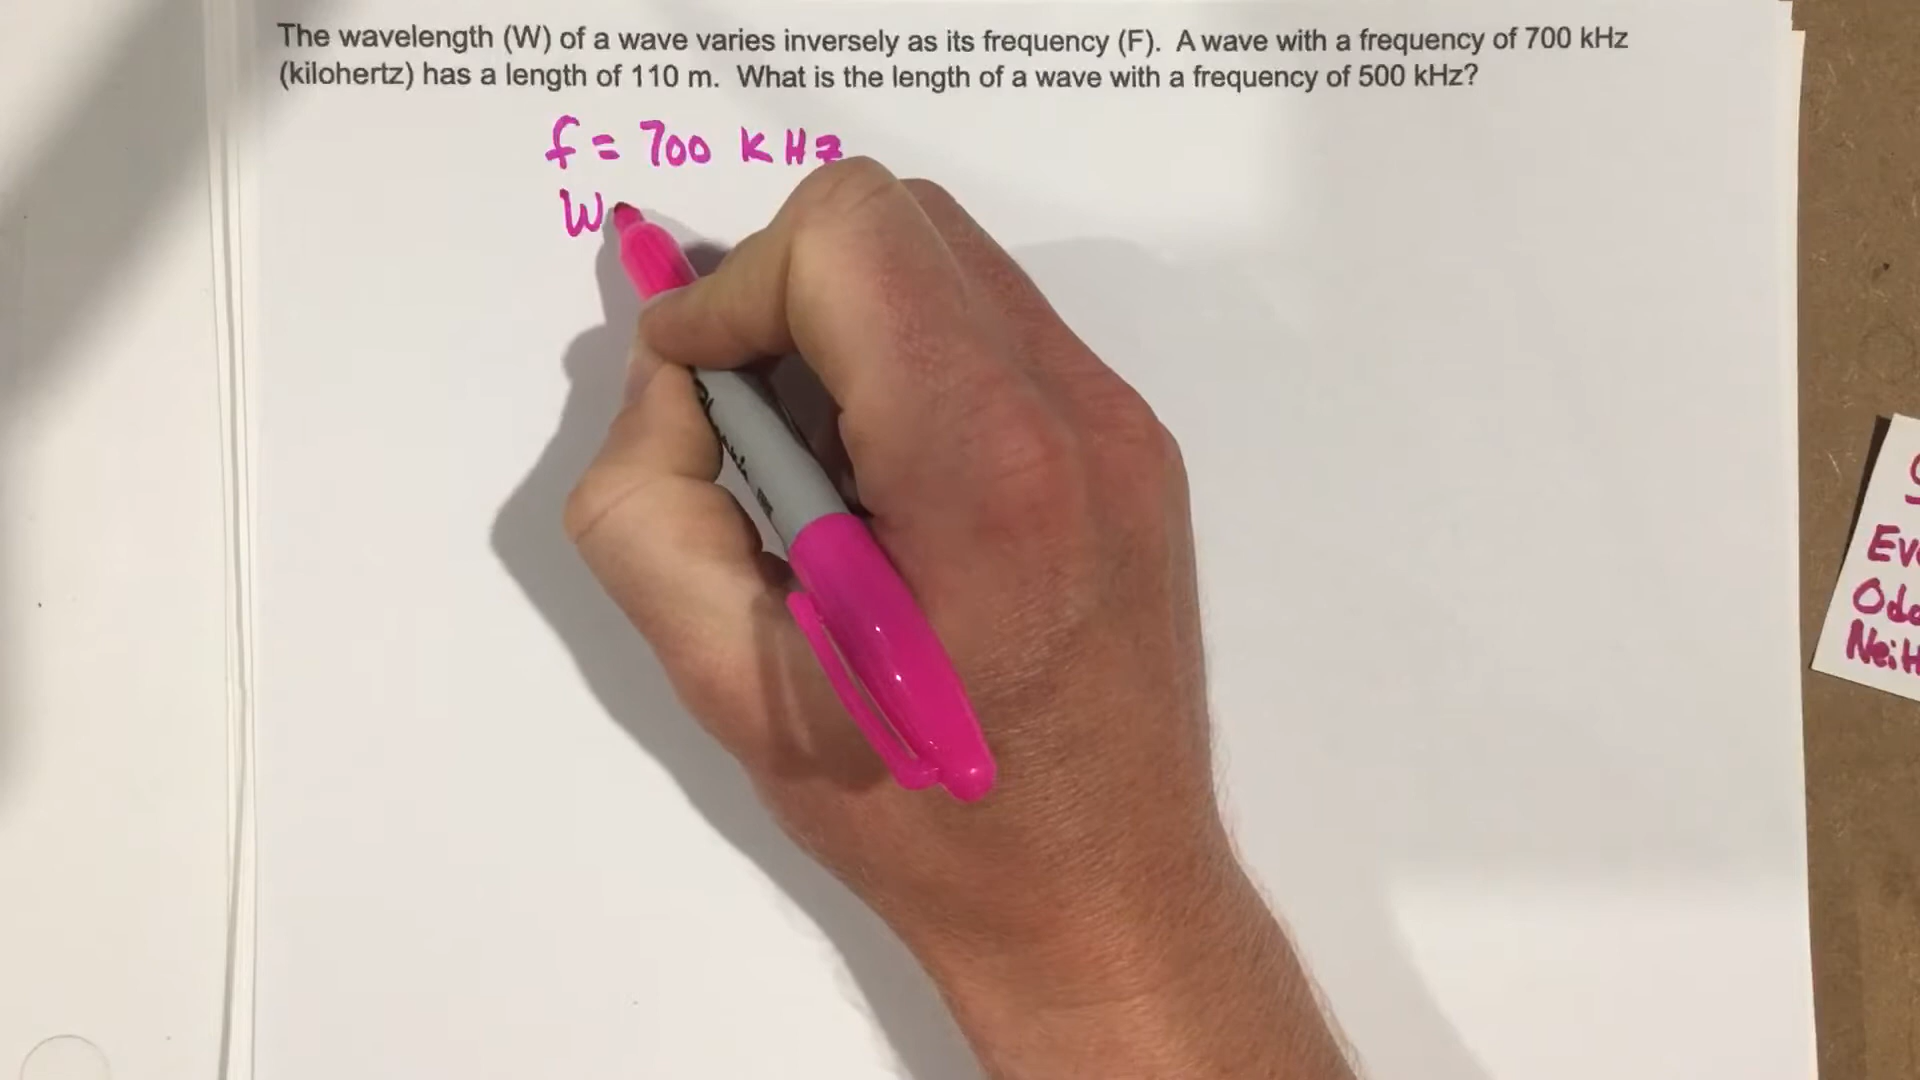 The wavelength (W) of a wave varies inversely as its frequency (F). A wave with a frequency of 700 kHz
(kilohertz) has a length of 110 m. What is the length of a wave with a frequency of 500 kHz?
f = 700 KHz
W
Ev
Odd
Neit